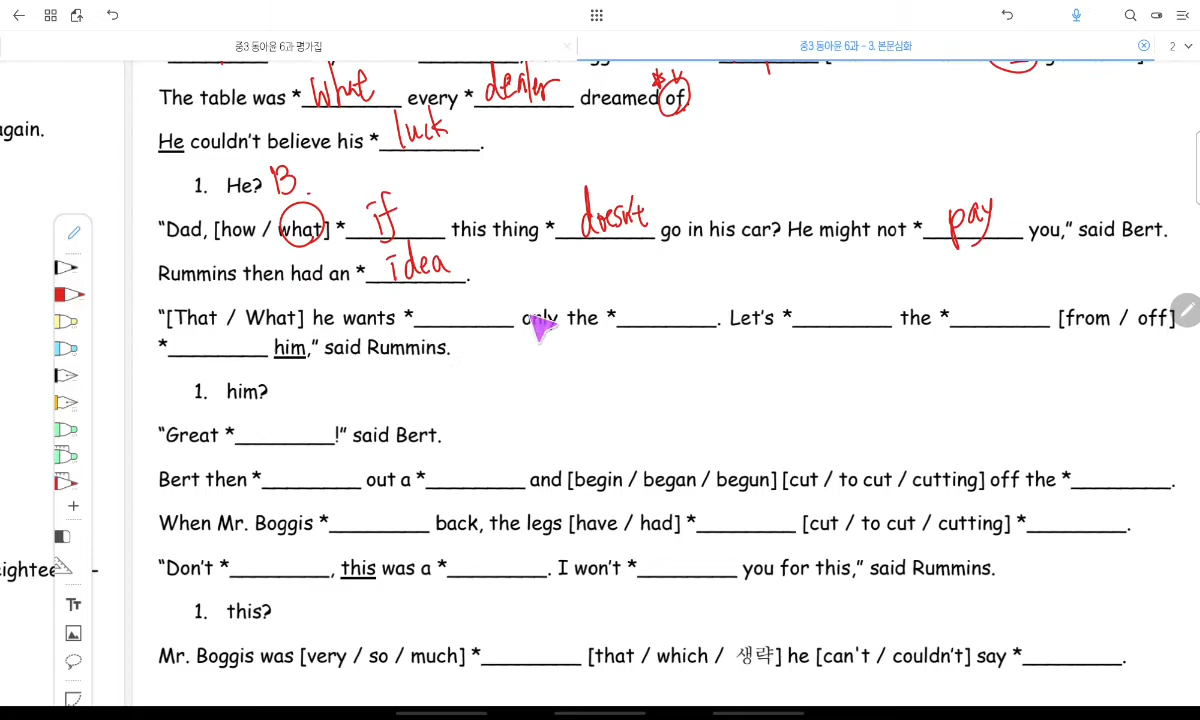 중3 동아윤 6과 평가집
중3 동아윤 6과 - 3. 본문심화
2
The table was *what every *dealer dreamed of.
again.
He couldn't believe his *luck.
1. He? B.
"Dad, [how / what] *if this thing *doesn't go in his car? He might not *pay you," said Bert.
Rummins then had an *idea.
"[That / What] he wants *________ only the *________. Let's *________ the *________ [from / off]
*________ him," said Rummins.
1. him?
"Great *________!" said Bert.
Bert then *________ out a *________ and [begin / began / begun] [cut / to cut / cutting] off the *________.
When Mr. Boggis *________ back, the legs [have / had] *________ [cut / to cut / cutting] *________.
"Don't *________, this was a *________. I won't *________ you for this," said Rummins.
1. this?
Mr. Boggis was [very / so / much] *________ [that / which / 생략] he [can't / couldn't] say *________.
Tт